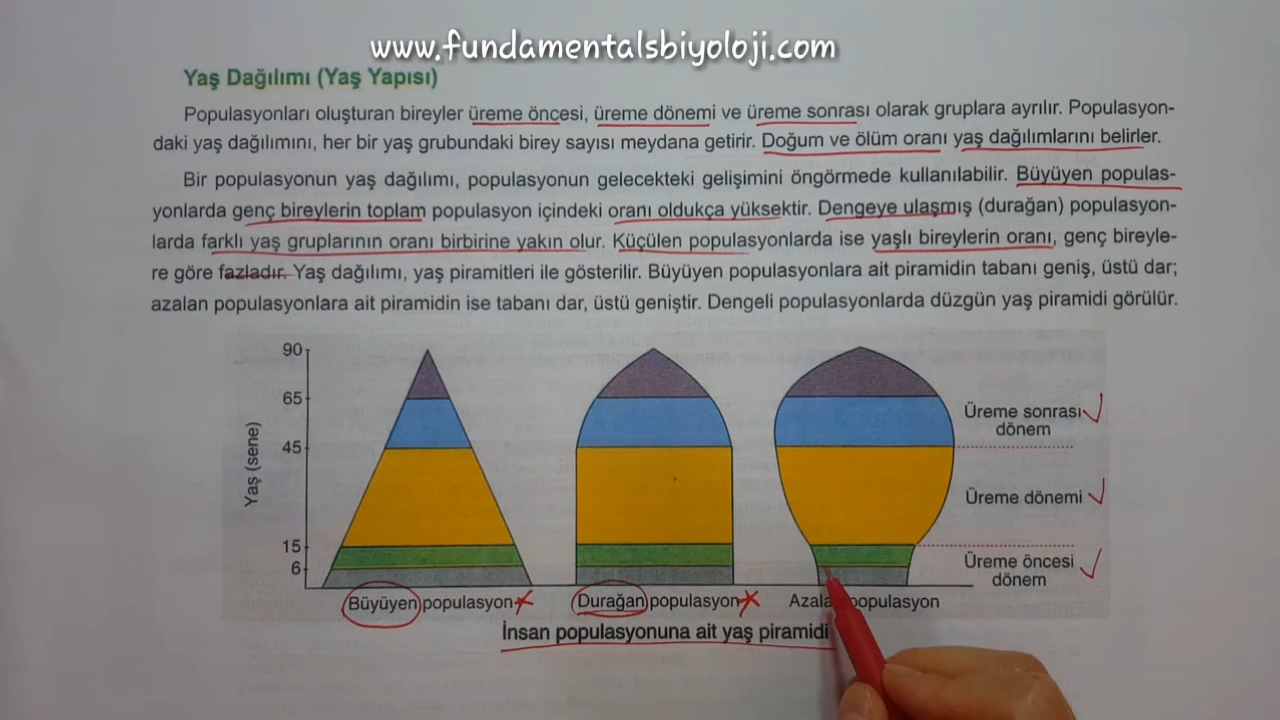 www.fundamentalsbiyoloji.com
Yaş Dağılımı (Yaş Yapısı)
Populasyonları oluşturan bireyler üreme öncesi, üreme dönemi ve üreme sonrası olarak gruplara ayrılır. Populasyon-
daki yaş dağılımını, her bir yaş grubundaki birey sayısı meydana getirir. Doğum ve ölüm oranı yaş dağılımlarını belirler.
Bir populasyonun yaş dağılımı, populasyonun gelecekteki gelişimini öngörmede kullanılabilir. Büyüyen populas-
yonlarda genç bireylerin toplam populasyon içindeki oranı oldukça yüksektir. Dengeye ulaşmış (durağan) populasyon-
larda farklı yaş gruplarının oranı birbirine yakın olur. Küçülen populasyonlarda ise yaşlı bireylerin oranı, genç bireyle-
re göre fazladır. Yaş dağılımı, yaş piramitleri ile gösterilir. Büyüyen populasyonlara ait piramidin tabanı geniş, üstü dar;
azalan populasyonlara ait piramidin ise tabanı dar, üstü geniştir. Dengeli populasyonlarda düzgün yaş piramidi görülür.
Yaş (sene)
90
65
45
15
6
Üreme sonrası
dönem
Üreme dönemi
Üreme öncesi
dönem
Büyüyen populasyon
Durağan populasyon
populasyon
İnsan populasyonuna ait yaş piramidi